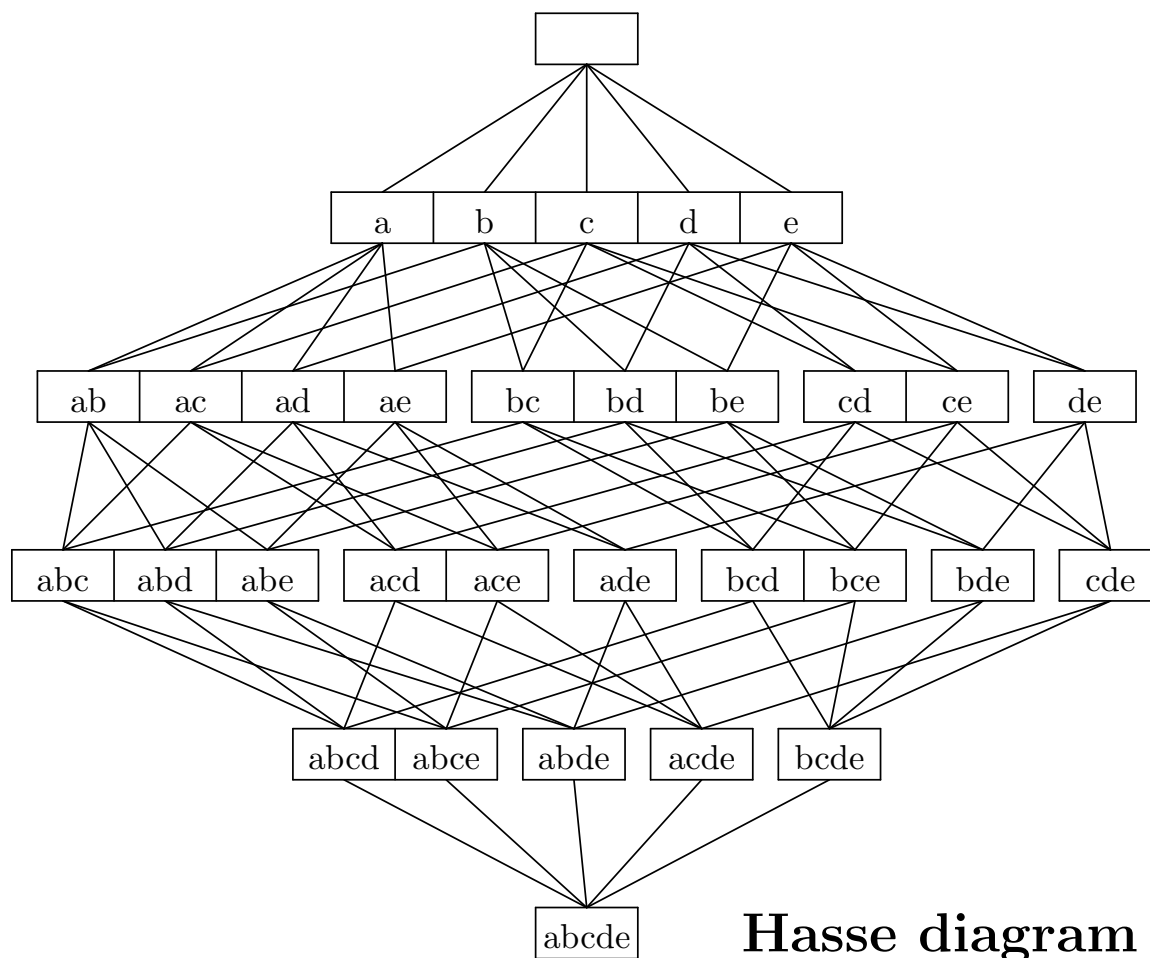 a b c d e
ab ac ad ae bc bd be cd ce de
abc abd abe acd ace ade bcd bce bde cde
abcd abce abde acde bcde
abcde
Hasse diagram